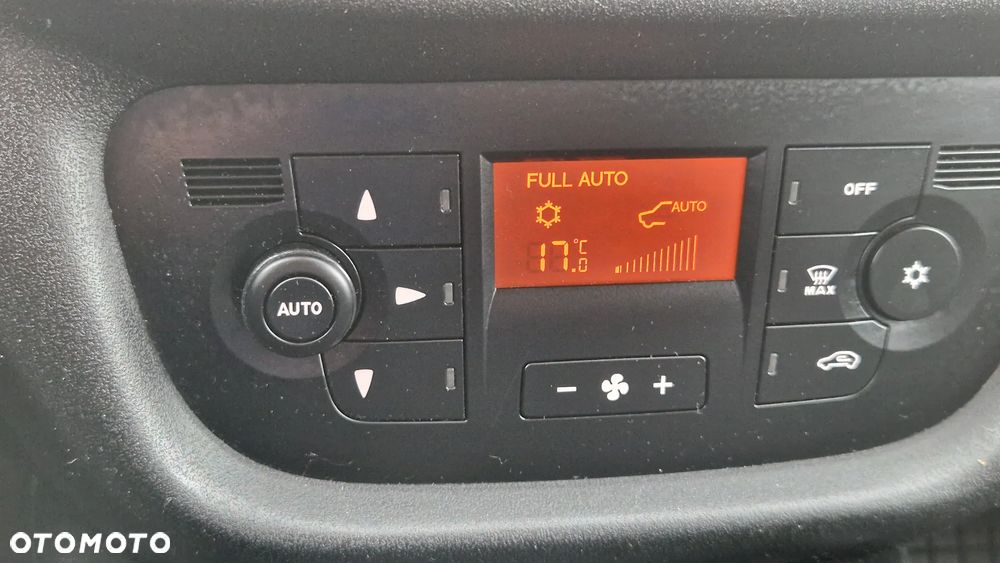 FULL AUTO
AUTO
17.0 °C
AUTO
OFF
MAX
- +
OTOMOTO